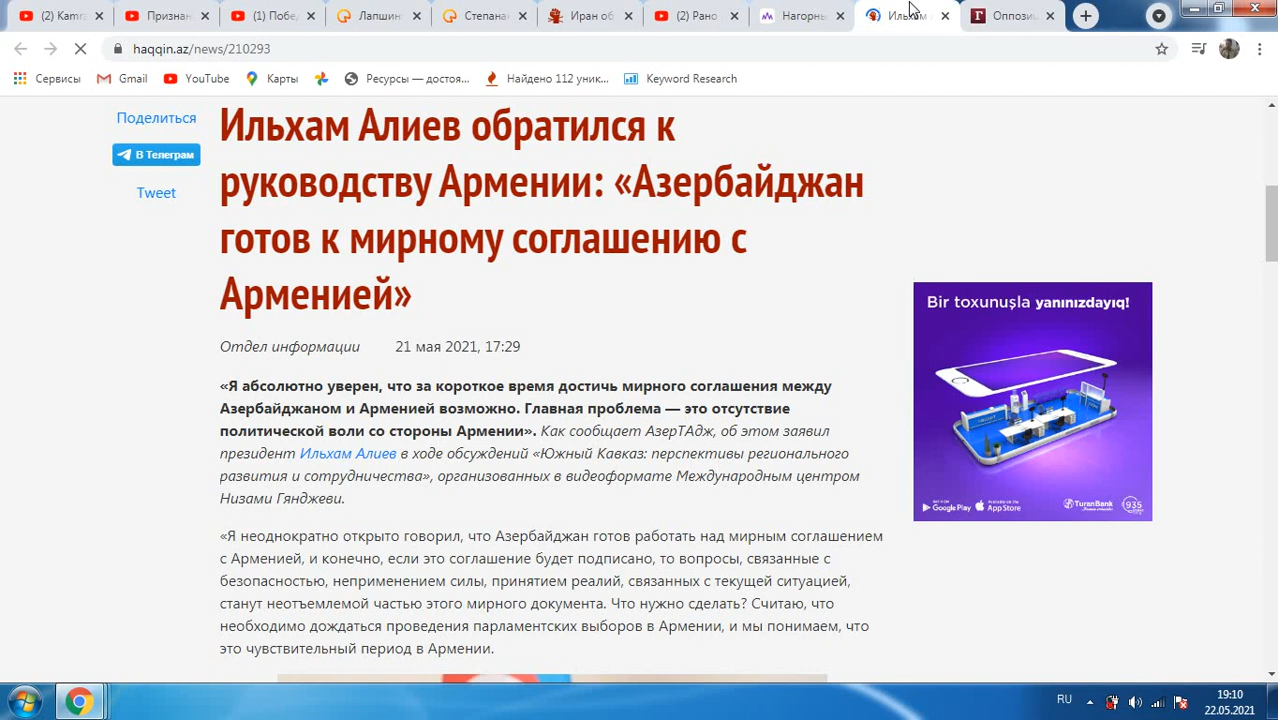 (2) Kamra
Признан
(1) Побе
Лапшин
Степана
Иран об
(2) Рано
Нагорны
Ильхам
Оппози
haqqin.az/news/210293
Сервисы
Gmail
YouTube
Карты
Ресурсы — достоя...
Найдено 112 уник...
Keyword Research
Поделиться
В Телеграм
Tweet
Ильхам Алиев обратился к
руководству Армении: «Азербайджан
готов к мирному соглашению с
Арменией»
Отдел информации 21 мая 2021, 17:29
«Я абсолютно уверен, что за короткое время достичь мирного соглашения между
Азербайджаном и Арменией возможно. Главная проблема — это отсутствие
политической воли со стороны Армении». Как сообщает АзерТАдж, об этом заявил
президент Ильхам Алиев в ходе обсуждений «Южный Кавказ: перспективы регионального
развития и сотрудничества», организованных в видеоформате Международным центром
Низами Гянджеви.
«Я неоднократно открыто говорил, что Азербайджан готов работать над мирным соглашением
с Арменией, и конечно, если это соглашение будет подписано, то вопросы, связанные с
безопасностью, неприменением силы, принятием реалий, связанных с текущей ситуацией,
станут неотъемлемой частью этого мирного документа. Что нужно сделать? Считаю, что
необходимо дождаться проведения парламентских выборов в Армении, и мы понимаем, что
это чувствительный период в Армении.
Bir toxunuşla yanınızdayıq!
Google Play
App Store
TuranBank
935
RU
19:10
22.05.2021